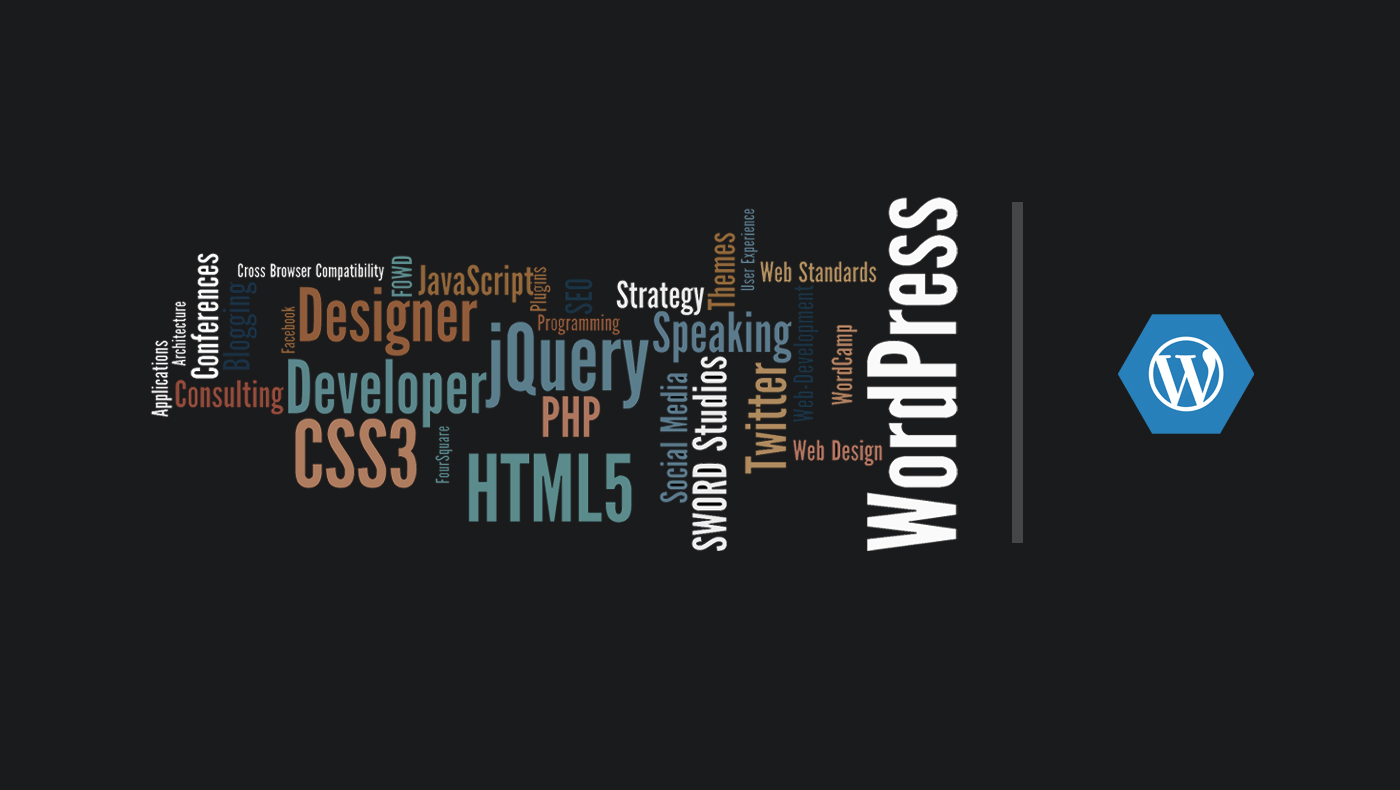 Applications
Architecture
Conferences
Blogging
Consulting
Cross Browser Compatibility
Facebook
FOWD
Designer
JavaScript
Plugins
SEO
Programming
Developer
jQuery
CSS3
FourSquare
PHP
HTML5
Strategy
Themes
User Experience
Web Standards
Speaking
Social Media
SWORD Studios
Twitter
Web-Development
WordCamp
Web Design
WordPress
W